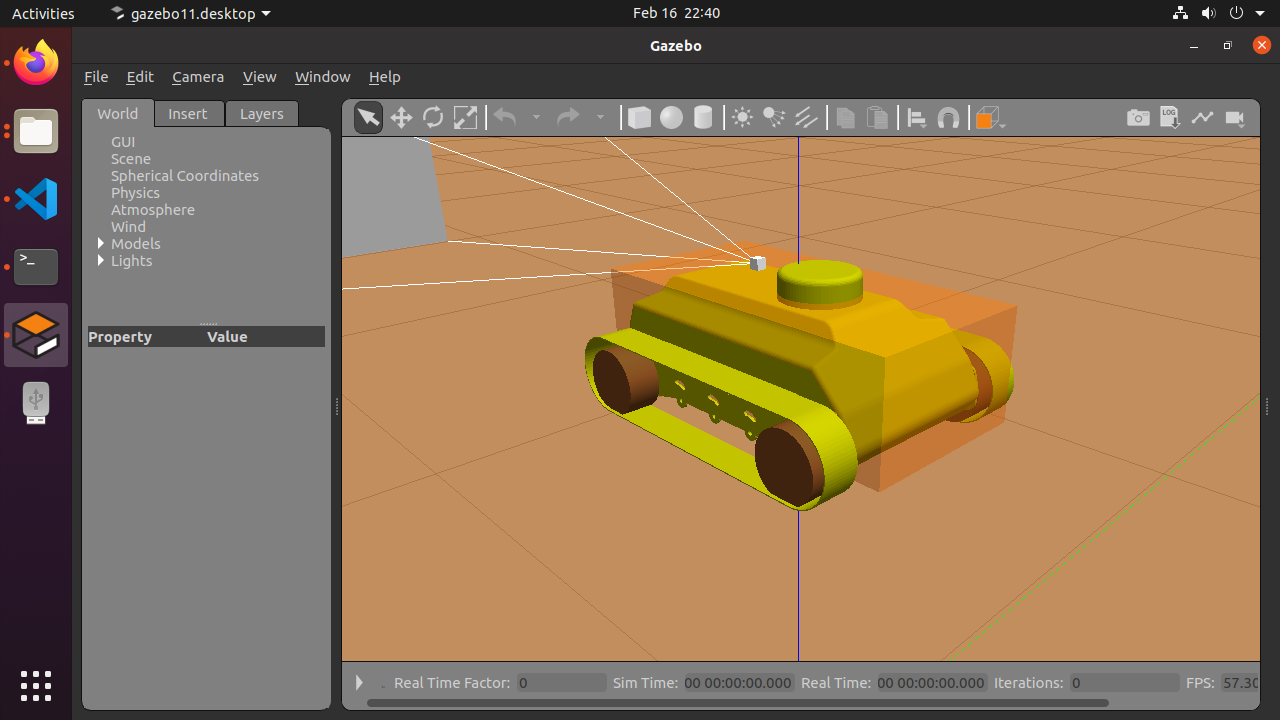 Activities gazebo11.desktop Feb 16 22:40
Gazebo
File Edit Camera View Window Help
World Insert Layers
GUI
Scene
Spherical Coordinates
Physics
Atmosphere
Wind
Models
Lights
Property Value
LOG
>_
Real Time Factor: 0 Sim Time: 00 00:00:00.000 Real Time: 00 00:00:00.000 Iterations: 0 FPS: 57.30